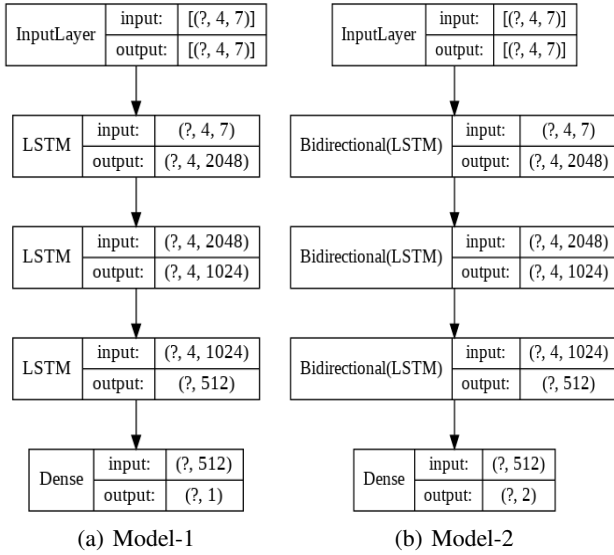 InputLayer
input: [(?, 4, 7)]
output: [(?, 4, 7)]
LSTM
input: (?, 4, 7)
output: (?, 4, 2048)
LSTM
input: (?, 4, 2048)
output: (?, 4, 1024)
LSTM
input: (?, 4, 1024)
output: (?, 512)
Dense
input: (?, 512)
output: (?, 1)
(a) Model-1
InputLayer
input: [(?, 4, 7)]
output: [(?, 4, 7)]
Bidirectional(LSTM)
input: (?, 4, 7)
output: (?, 4, 2048)
Bidirectional(LSTM)
input: (?, 4, 2048)
output: (?, 4, 1024)
Bidirectional(LSTM)
input: (?, 4, 1024)
output: (?, 512)
Dense
input: (?, 512)
output: (?, 2)
(b) Model-2